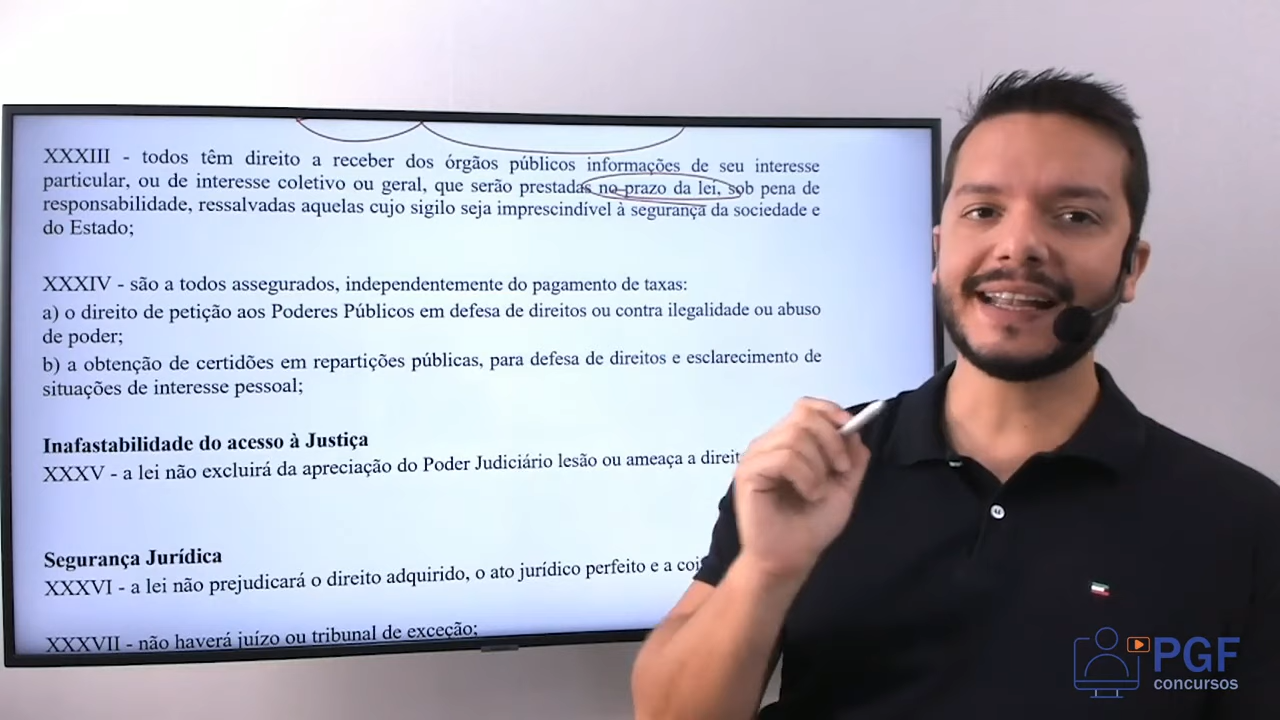 XXXIII - todos têm direito a receber dos órgãos públicos informações de seu interesse
particular, ou de interesse coletivo ou geral, que serão prestadas no prazo da lei, sob pena de
responsabilidade, ressalvadas aquelas cujo sigilo seja imprescindível à segurança da sociedade e
do Estado;
XXXIV - são a todos assegurados, independentemente do pagamento de taxas:
a) o direito de petição aos Poderes Públicos em defesa de direitos ou contra ilegalidade ou abuso
de poder;
b) a obtenção de certidões em repartições públicas, para defesa de direitos e esclarecimento de
situações de interesse pessoal;
Inafastabilidade do acesso à Justiça
XXXV - a lei não excluirá da apreciação do Poder Judiciário lesão ou ameaça a
Segurança Jurídica
XXXVI - a lei não prejudicará o direito adquirido, o ato jurídico perfeito e a
XXXVII - não haverá juízo ou tribunal de exceção;
PGF
concursos